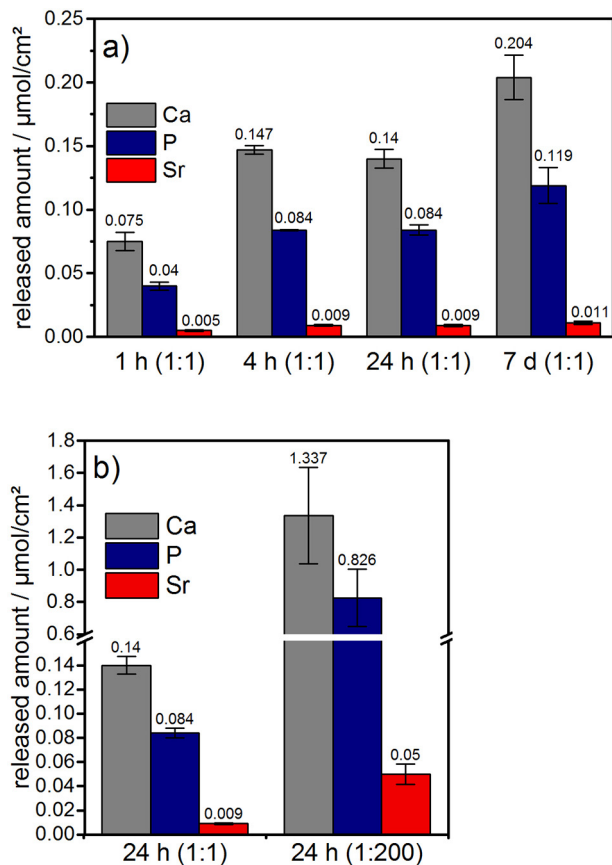 a)
released amount / µmol/cm²
0.25
0.20
0.15
0.10
0.05
0.00
Ca
P
Sr
0.075
0.04
0.005
0.147
0.084
0.009
0.14
0.084
0.009
0.204
0.119
0.011
1 h (1:1)
4 h (1:1)
24 h (1:1)
7 d (1:1)
b)
released amount / µmol/cm²
1.8
1.6
1.4
1.2
1.0
0.8
0.6
0.14
0.12
0.10
0.08
0.06
0.04
0.02
0.00
Ca
P
Sr
0.14
0.084
0.009
1.337
0.826
0.05
24 h (1:1)
24 h (1:200)